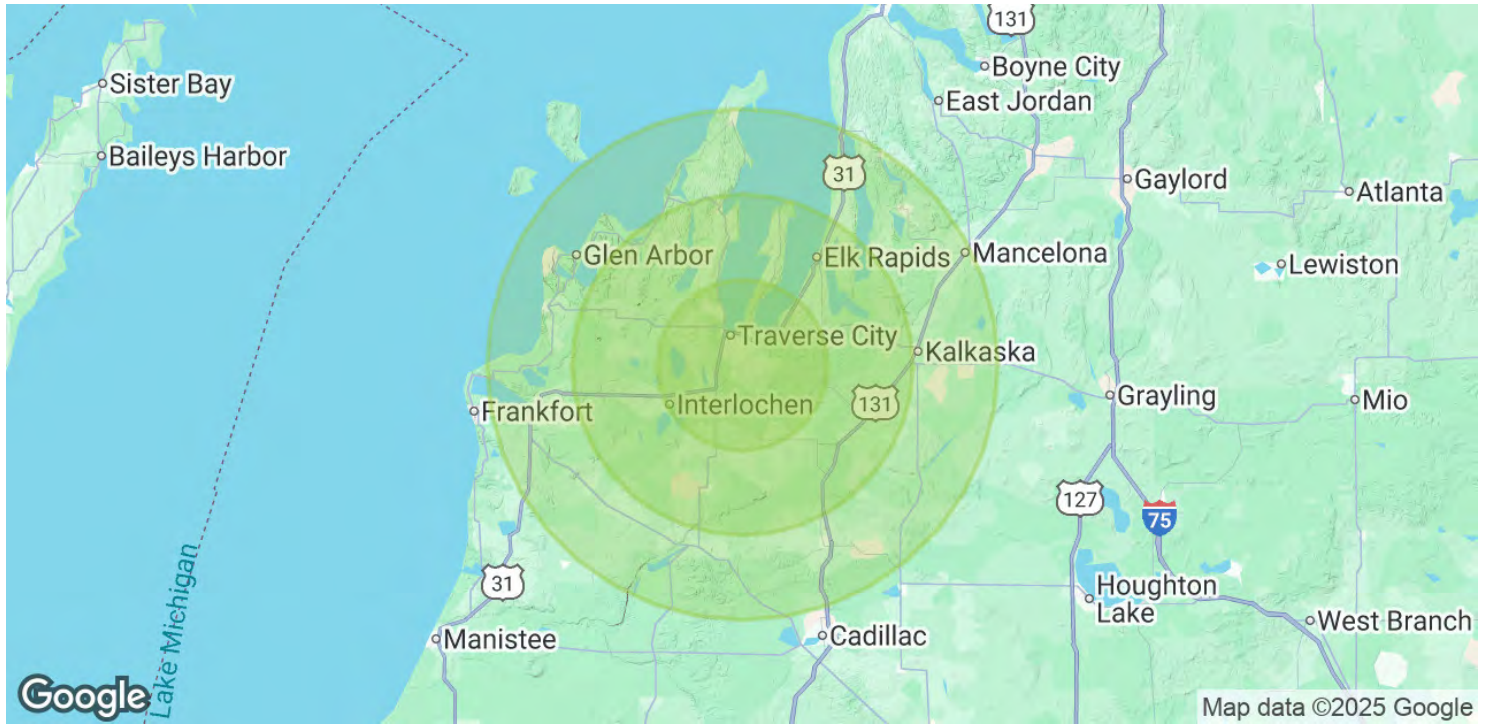 131
Boyne City
Sister Bay
East Jordan
Baileys Harbor
31
Gaylord
Atlanta
Glen Arbor
Elk Rapids
Mancelona
Lewiston
Traverse City
Kalkaska
Frankfort
Interlochen
131
Grayling
Mio
127
75
Lake Michigan
31
Houghton
Lake
West Branch
Manistee
Cadillac
Google
Map data ©2025 Google